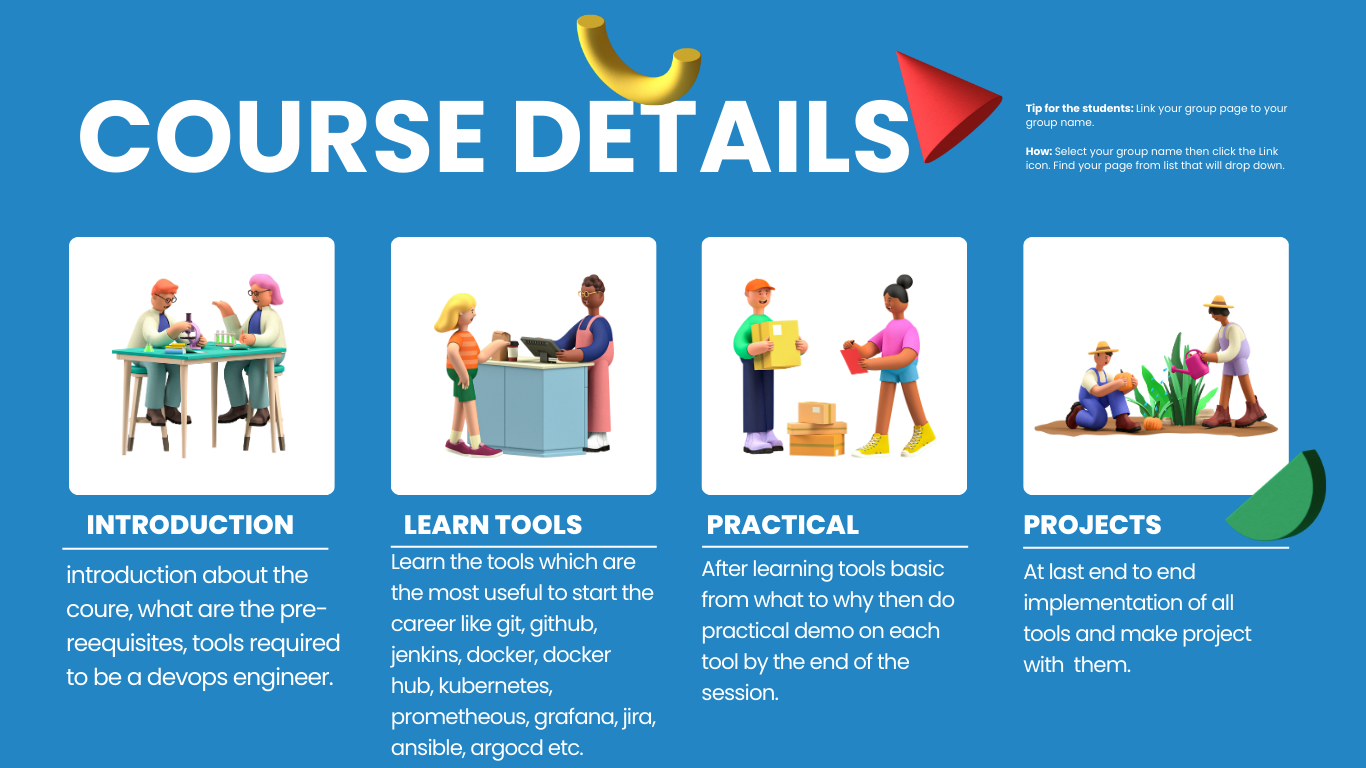 COURSE DETAILS
Tip for the students: Link your group page to your
group name.
How: Select your group name then click the Link
icon. Find your page from list that will drop down.
INTRODUCTION
introduction about the
coure, what are the pre-
reequisites, tools required
to be a devops engineer.
LEARN TOOLS
Learn the tools which are
the most useful to start the
career like git, github,
jenkins, docker, docker
hub, kubernetes,
prometheous, grafana, jira,
ansible, argocd etc.
PRACTICAL
After learning tools basic
from what to why then do
practical demo on each
tool by the end of the
session.
PROJECTS
At last end to end
implementation of all
tools and make project
with  them.